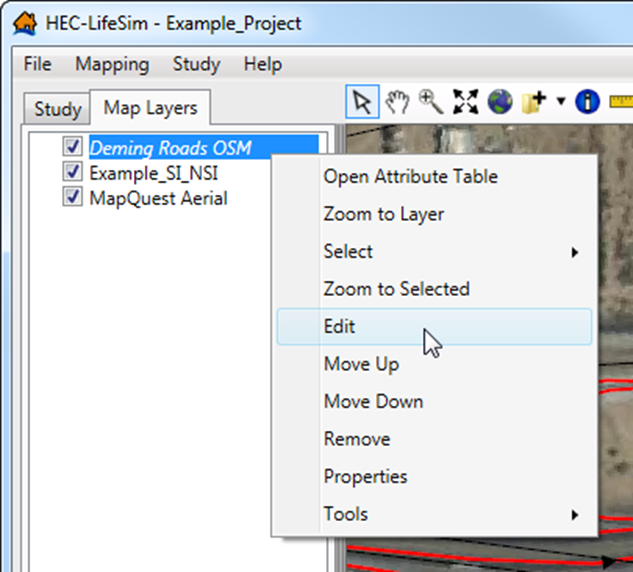 HEC-LifeSim - Example_Project
File Mapping Study Help
Study Map Layers
Deming Roads OSM
Example_SI_NSI
MapQuest Aerial
Open Attribute Table
Zoom to Layer
Select
Zoom to Selected
Edit
Move Up
Move Down
Remove
Properties
Tools